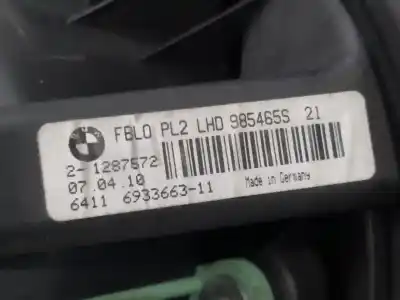 FBLO PL2 LHD 985465S 21
2-1287572
07.04.10
6411 6933663-11
Made in Germany